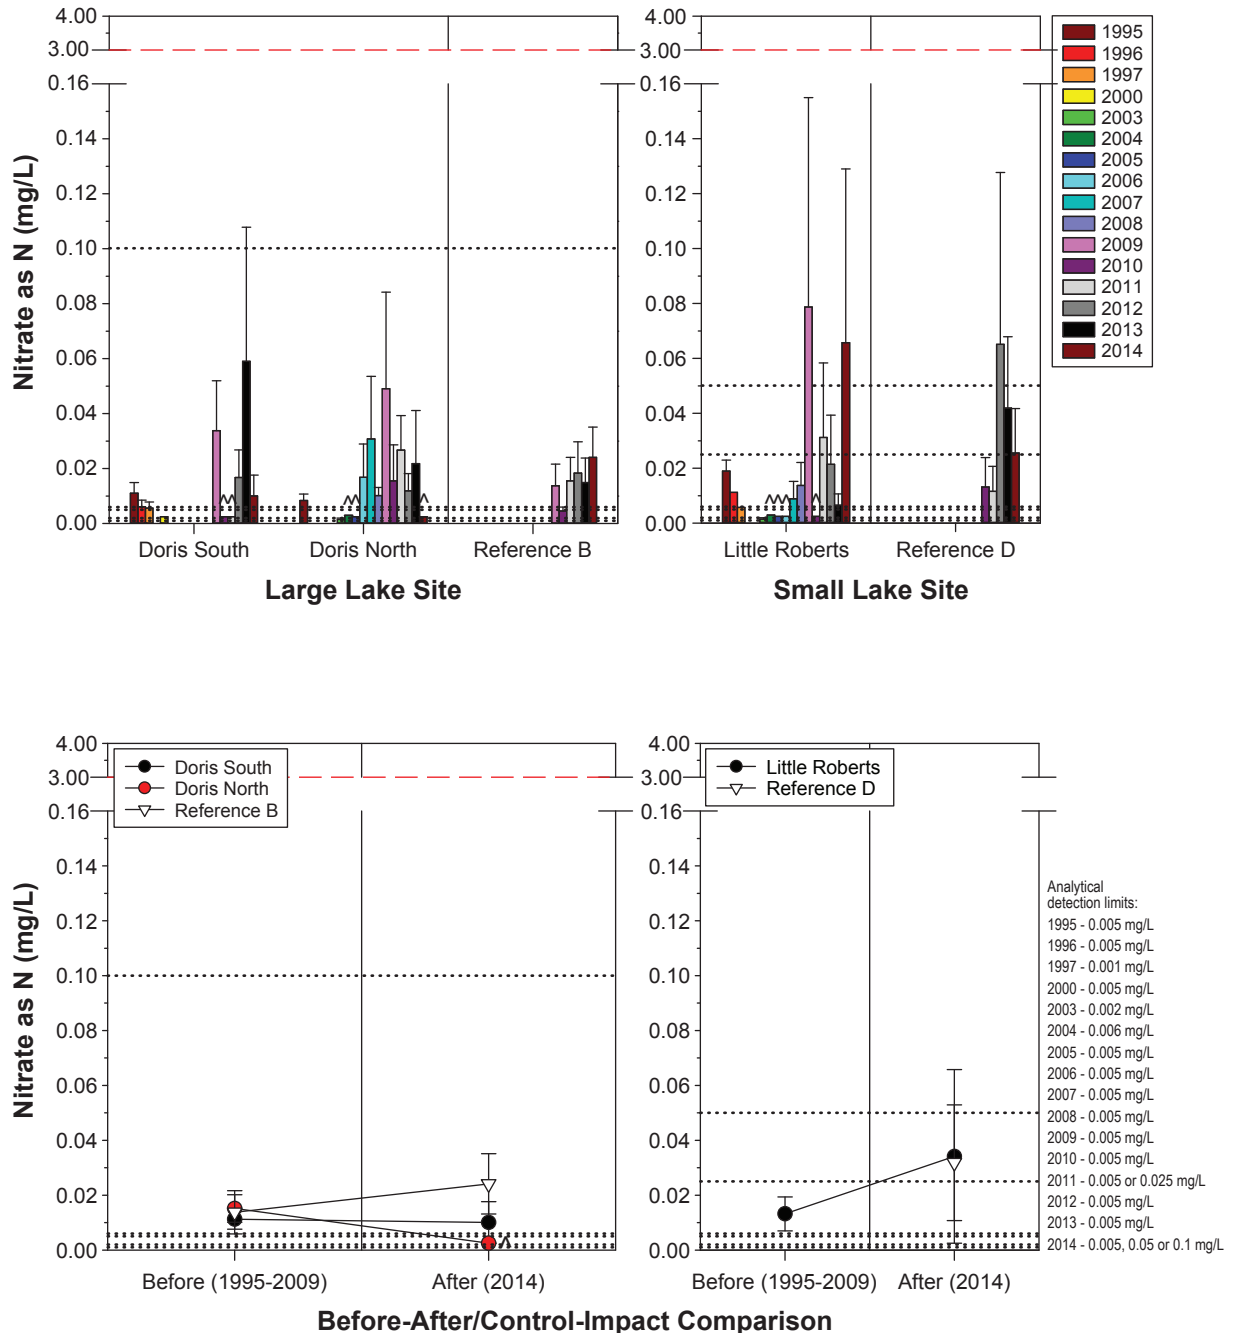 Nitrate as N (mg/L)
4.00
3.00
0.16
0.14
0.12
0.10
0.08
0.06
0.04
0.02
0.00
^^
^^
^
Doris South
Doris North
Reference B
Large Lake Site
4.00
3.00
0.16
0.14
0.12
0.10
0.08
0.06
0.04
0.02
0.00
^^^
^
Little Roberts
Reference D
Small Lake Site
1995
1996
1997
2000
2003
2004
2005
2006
2007
2008
2009
2010
2011
2012
2013
2014
Nitrate as N (mg/L)
4.00
3.00
0.16
0.14
0.12
0.10
0.08
0.06
0.04
0.02
0.00
Doris South
Doris North
Reference B
^
Before (1995-2009)
After (2014)
4.00
3.00
0.16
0.14
0.12
0.10
0.08
0.06
0.04
0.02
0.00
Little Roberts
Reference D
Before (1995-2009)
After (2014)
Before-After/Control-Impact Comparison
Analytical
detection limits:
1995 - 0.005 mg/L
1996 - 0.005 mg/L
1997 - 0.001 mg/L
2000 - 0.005 mg/L
2003 - 0.002 mg/L
2004 - 0.006 mg/L
2005 - 0.005 mg/L
2006 - 0.005 mg/L
2007 - 0.005 mg/L
2008 - 0.005 mg/L
2009 - 0.005 mg/L
2010 - 0.005 mg/L
2011 - 0.005 or 0.025 mg/L
2012 - 0.005 mg/L
2013 - 0.005 mg/L
2014 - 0.005, 0.05 or 0.1 mg/L